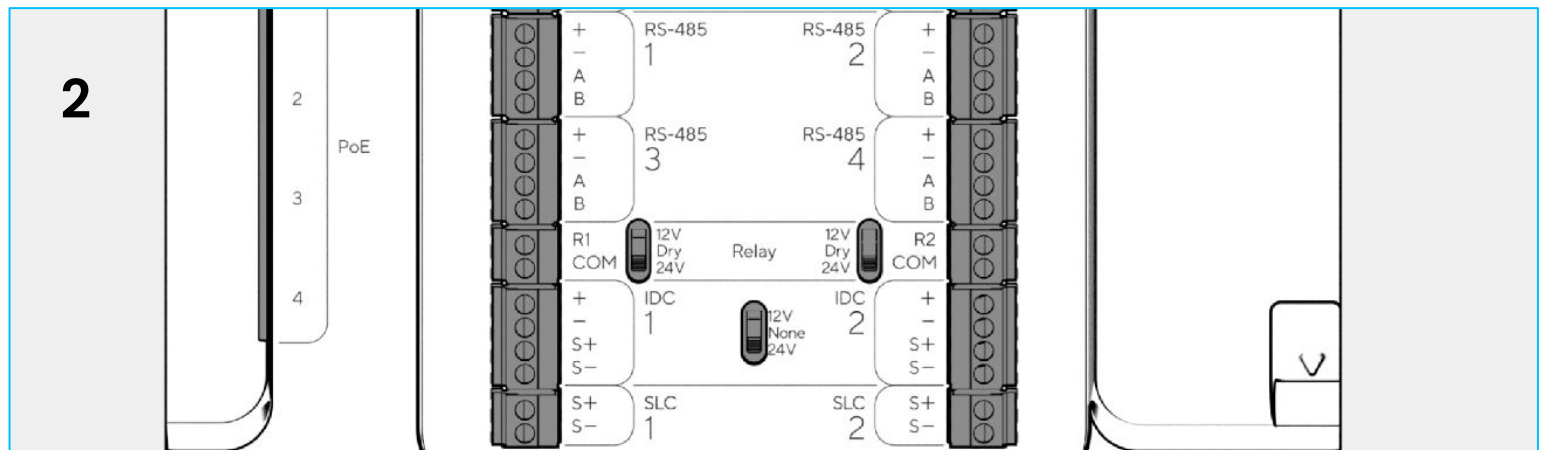 2
2
PoE
3
4
+
−
A
B
RS-485
1
RS-485
2
+
−
A
B
+
−
A
B
RS-485
3
RS-485
4
+
−
A
B
R1
COM
12V
Dry
24V
Relay
12V
Dry
24V
R2
COM
+
−
S+
S−
IDC
1
12V
None
24V
IDC
2
+
−
S+
S−
S+
S−
SLC
1
SLC
2
S+
S−